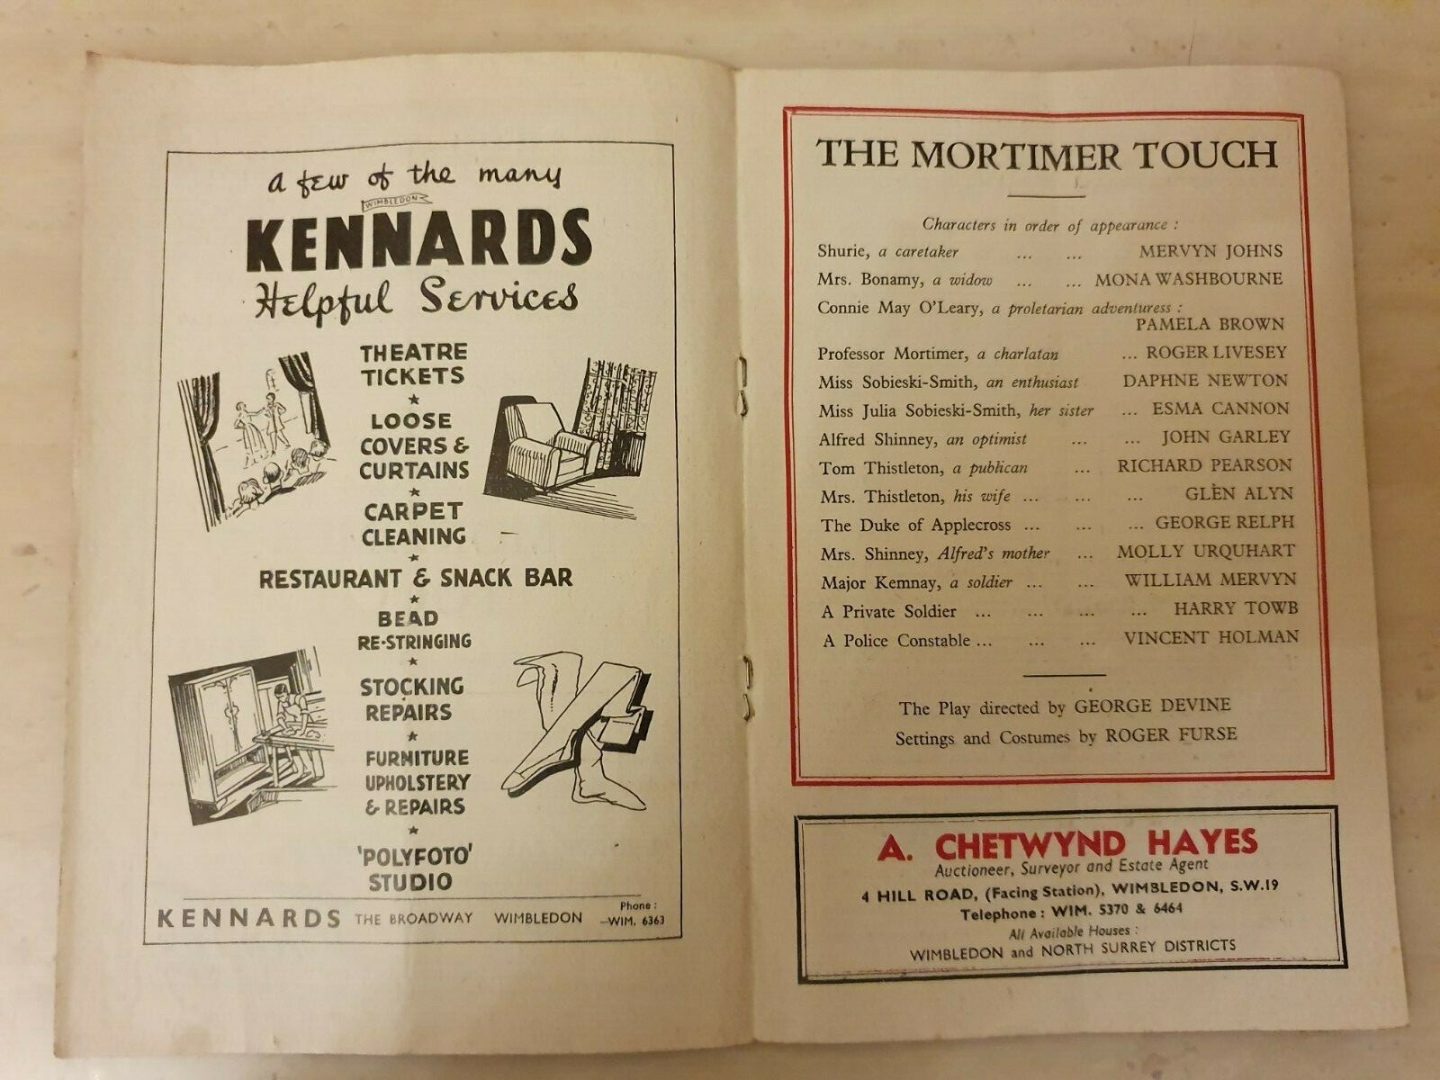 a few of the many
WIMBLEDON
KENNARDS
Helpful Services
THEATRE
TICKETS
★
LOOSE
COVERS &
CURTAINS
★
CARPET
CLEANING
★
RESTAURANT & SNACK BAR
★
BEAD
RE-STRINGING
★
STOCKING
REPAIRS
★
FURNITURE
UPHOLSTERY
& REPAIRS
★
'POLYFOTO'
STUDIO
KENNARDS THE BROADWAY WIMBLEDON Phone: WIM. 6363
THE MORTIMER TOUCH
Characters in order of appearance :
Shurie, a caretaker ... ... MERVYN JOHNS
Mrs. Bonamy, a widow ... ... MONA WASHBOURNE
Connie May O'Leary, a proletarian adventuress :
PAMELA BROWN
Professor Mortimer, a charlatan ... ROGER LIVESEY
Miss Sobieski-Smith, an enthusiast DAPHNE NEWTON
Miss Julia Sobieski-Smith, her sister ... ESMA CANNON
Alfred Shinney, an optimist ... ... JOHN GARLEY
Tom Thistleton, a publican ... RICHARD PEARSON
Mrs. Thistleton, his wife ... ... ... GLEN ALYN
The Duke of Applecross ... ... ... GEORGE RELPH
Mrs. Shinney, Alfred's mother ... MOLLY URQUHART
Major Kemnay, a soldier ... ... WILLIAM MERVYN
A Private Soldier ... ... ... ... HARRY TOWB
A Police Constable ... ... ... VINCENT HOLMAN
The Play directed by GEORGE DEVINE
Settings and Costumes by ROGER FURSE
A. CHETWYND HAYES
Auctioneer, Surveyor and Estate Agent
4 HILL ROAD, (Facing Station), WIMBLEDON, S.W.19
Telephone : WIM. 5370 & 6464
All Available Houses :
WIMBLEDON and NORTH SURREY DISTRICTS